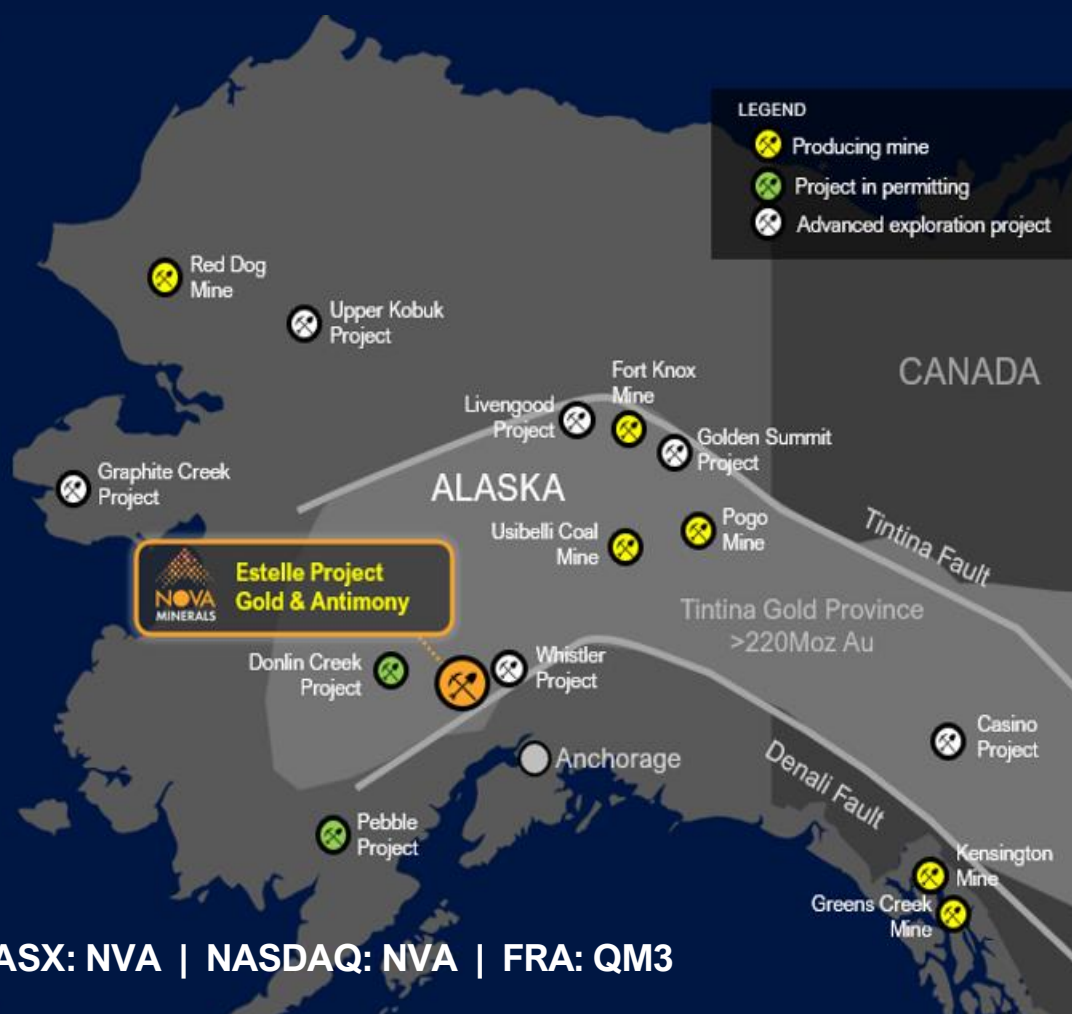 LEGEND
Producing mine
Project in permitting
Advanced exploration project
Red Dog
Mine
Upper Kobuk
Project
CANADA
Fort Knox
Mine
Livengood
Project
Golden Summit
Project
Graphite Creek
Project
ALASKA
Pogo
Mine
Usibelli Coal
Mine
Tintina Fault
NOVA
MINERALS
Estelle Project
Gold & Antimony
Tintina Gold Province
>220Moz Au
Donlin Creek
Project
Whistler
Project
Casino
Project
Anchorage
Denali Fault
Pebble
Project
Kensington
Mine
Greens Creek
Mine
ASX: NVA | NASDAQ: NVA | FRA: QM3